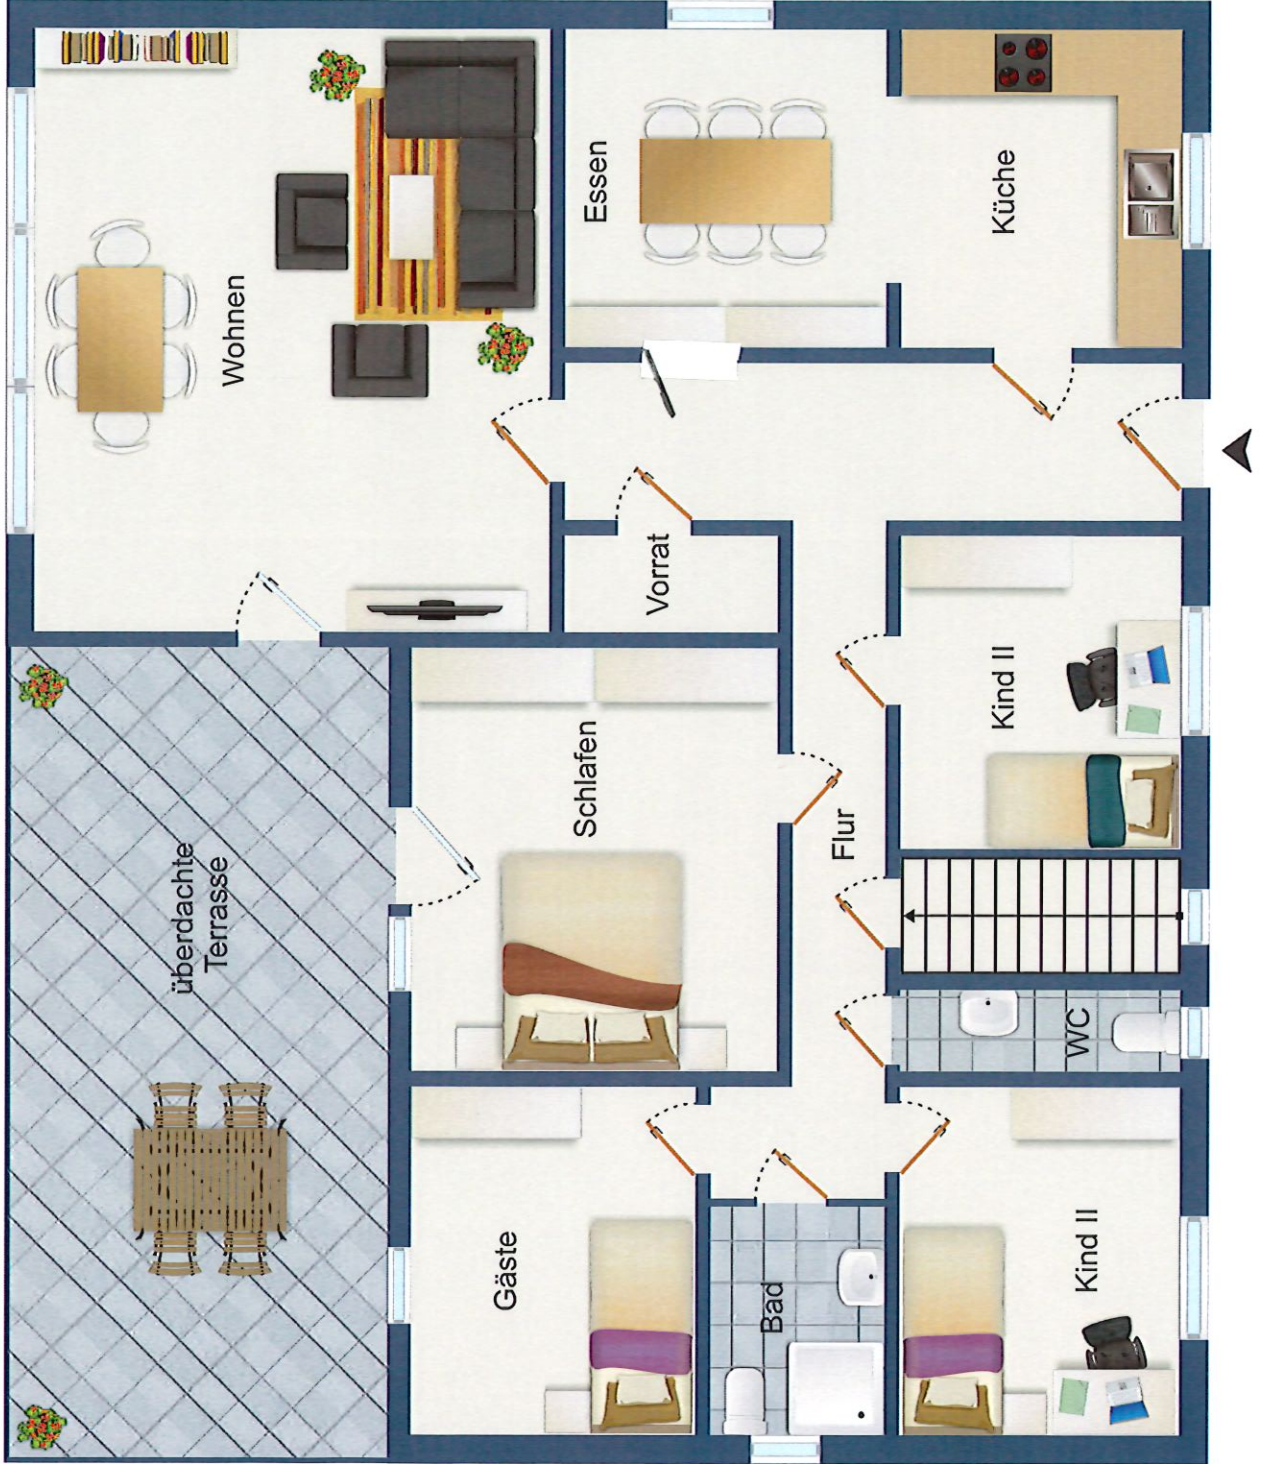 Wohnen
Essen
Küche
Vorrat
überdachte
Terrasse
Schlafen
Flur
Kind II
WC
Gäste
Bad
Kind II